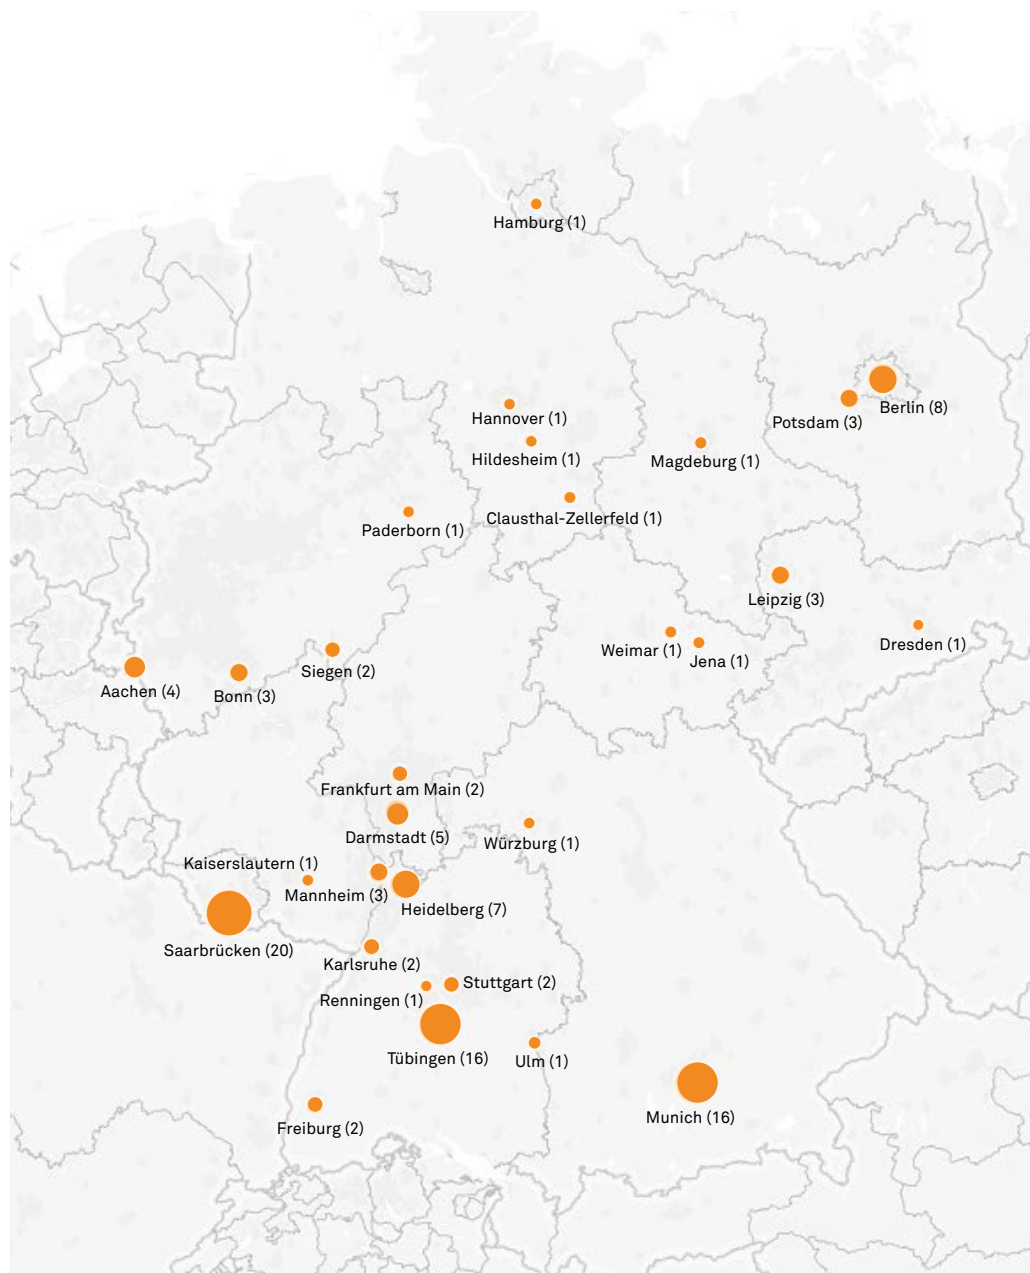 Hamburg (1)
Berlin (8)
Potsdam (3)
Hannover (1)
Hildesheim (1)
Magdeburg (1)
Clausthal-Zellerfeld (1)
Paderborn (1)
Leipzig (3)
Dresden (1)
Weimar (1)
Jena (1)
Siegen (2)
Aachen (4)
Bonn (3)
Frankfurt am Main (2)
Darmstadt (5)
Würzburg (1)
Kaiserslautern (1)
Mannheim (3)
Heidelberg (7)
Saarbrücken (20)
Karlsruhe (2)
Stuttgart (2)
Renningen (1)
Tübingen (16)
Ulm (1)
Munich (16)
Freiburg (2)